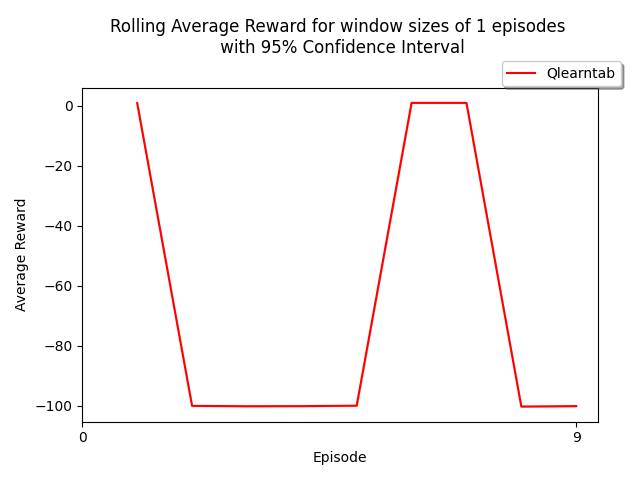 Rolling Average Reward for window sizes of 1 episodes
with 95% Confidence Interval
Qlearntab
0
−20
−40
−60
−80
−100
Average Reward
0
9
Episode